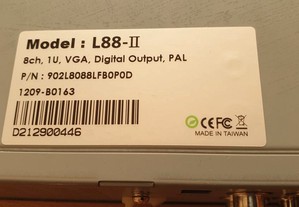 Model : L88-II
8ch, 1U, VGA, Digital Output, PAL
P/N : 902L8088LFB0P0D
1209-B0163
MADE IN TAIWAN
D212900446